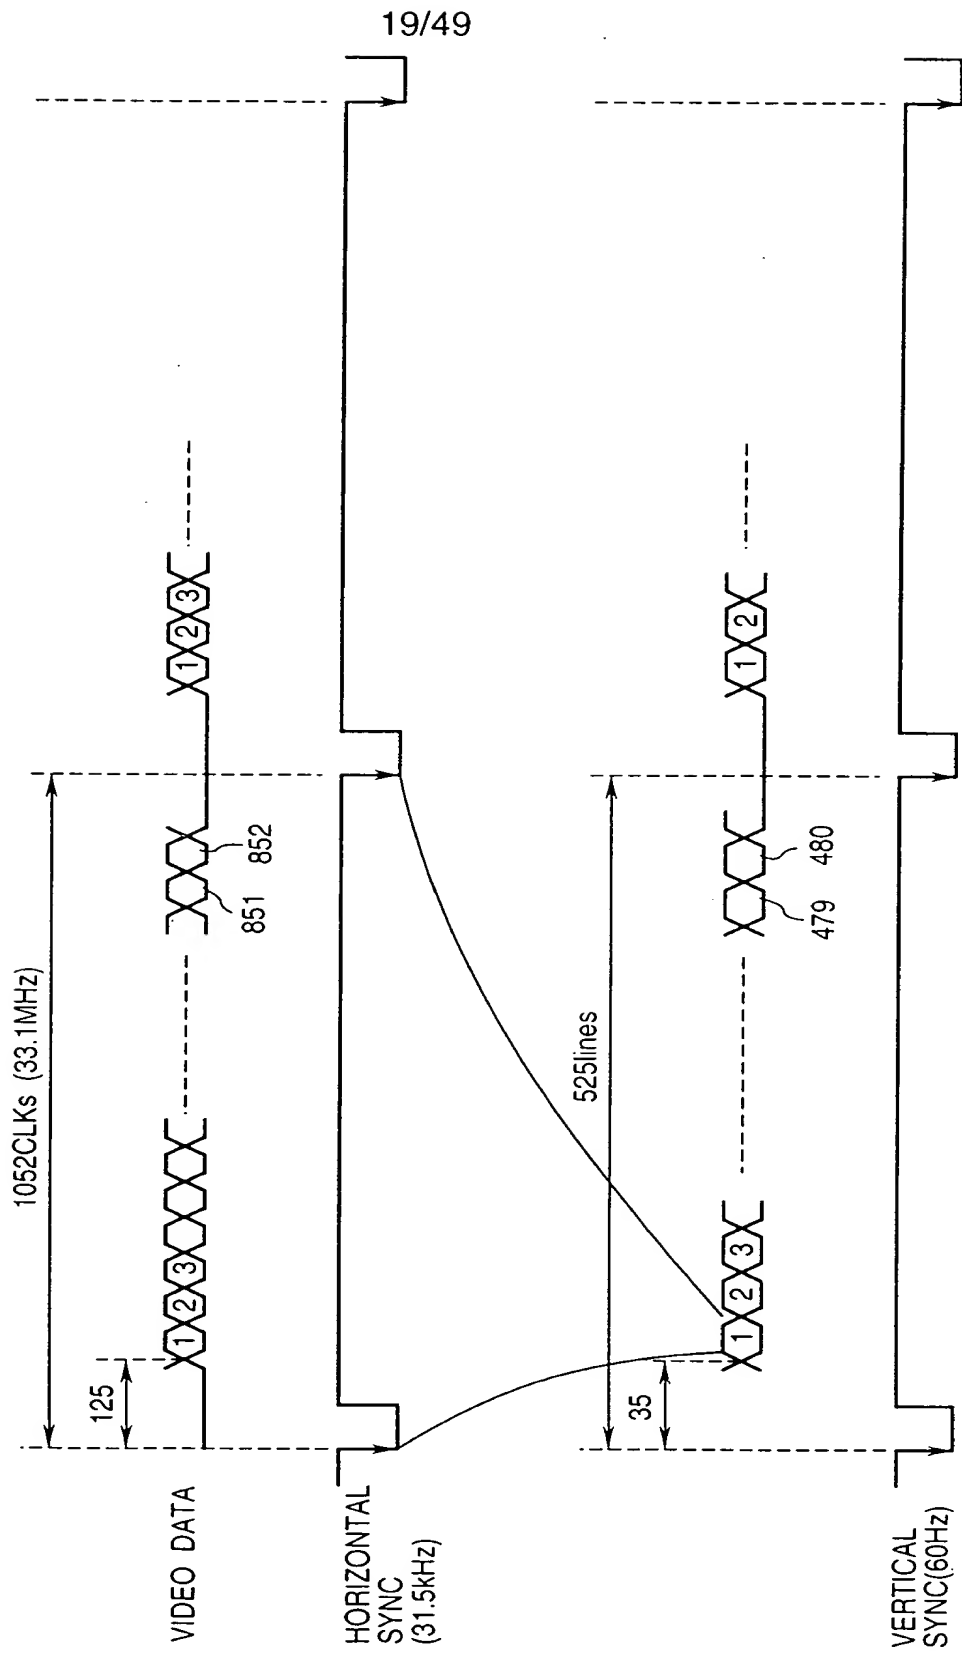 19/49
1052CLKs (33.1MHz)
125
VIDEO DATA
1 2 3
851
852
1 2 3
HORIZONTAL
SYNC
(31.5kHz)
525lines
35
1 2 3
479
480
1 2
VERTICAL
SYNC(60Hz)